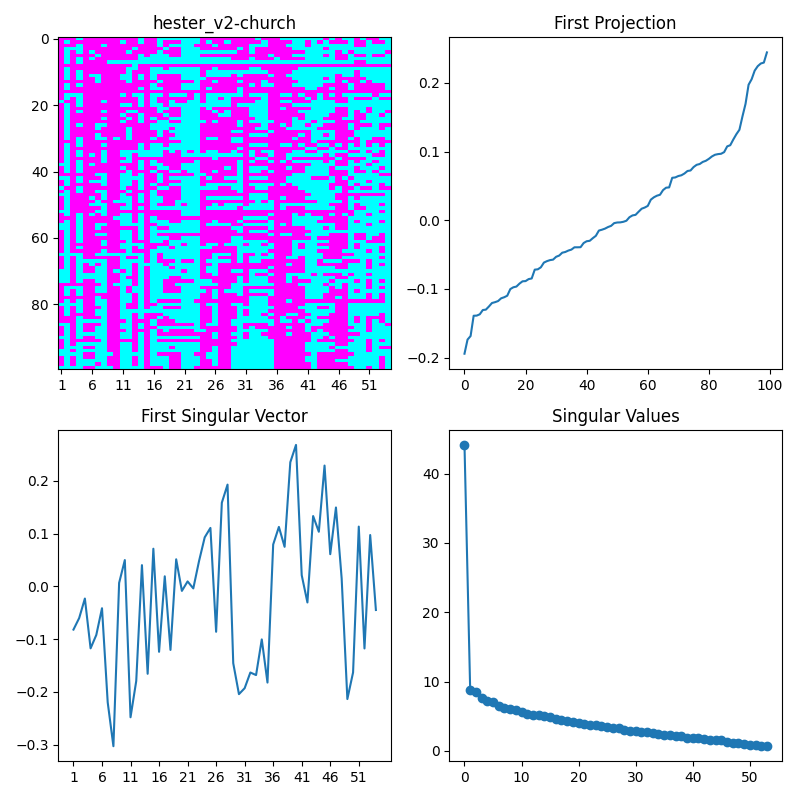 hester_v2-church
0
20
40
60
80
1 6 11 16 21 26 31 36 41 46 51
First Projection
0.2
0.1
0.0
−0.1
−0.2
0 20 40 60 80 100
First Singular Vector
0.2
0.1
0.0
−0.1
−0.2
−0.3
1 6 11 16 21 26 31 36 41 46 51
Singular Values
40
30
20
10
0
0 10 20 30 40 50